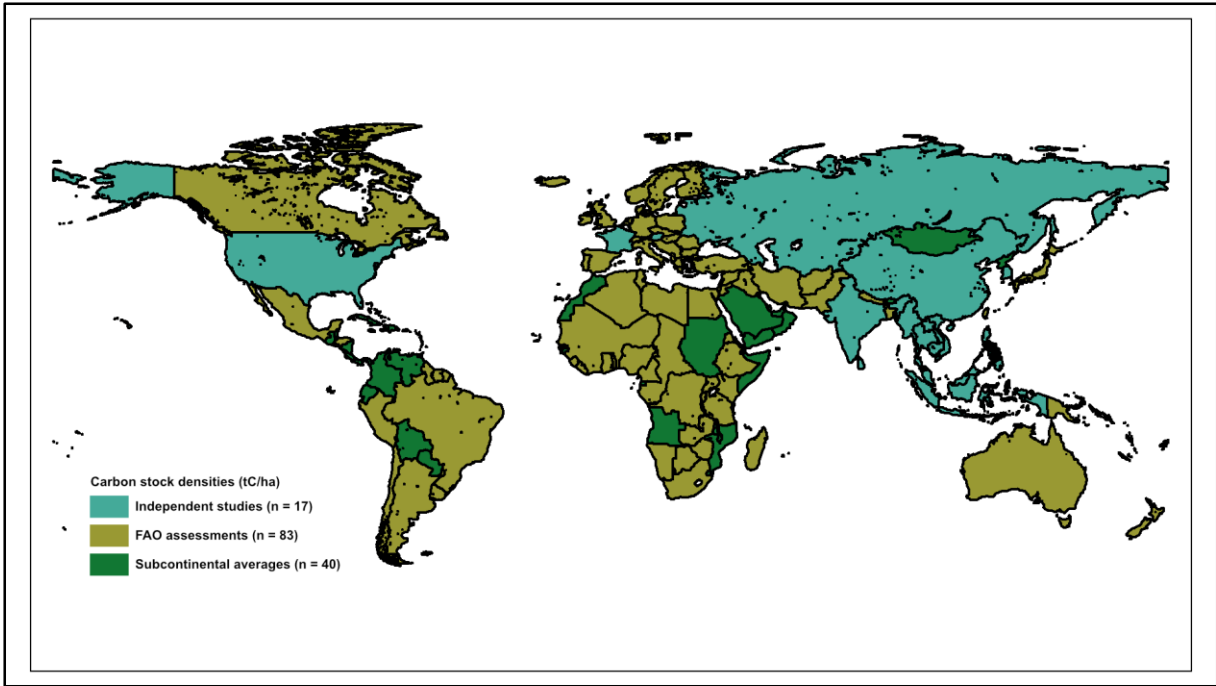 Carbon stock densities (tC/ha)
Independent studies (n = 17)
FAO assessments (n = 83)
Subcontinental averages (n = 40)